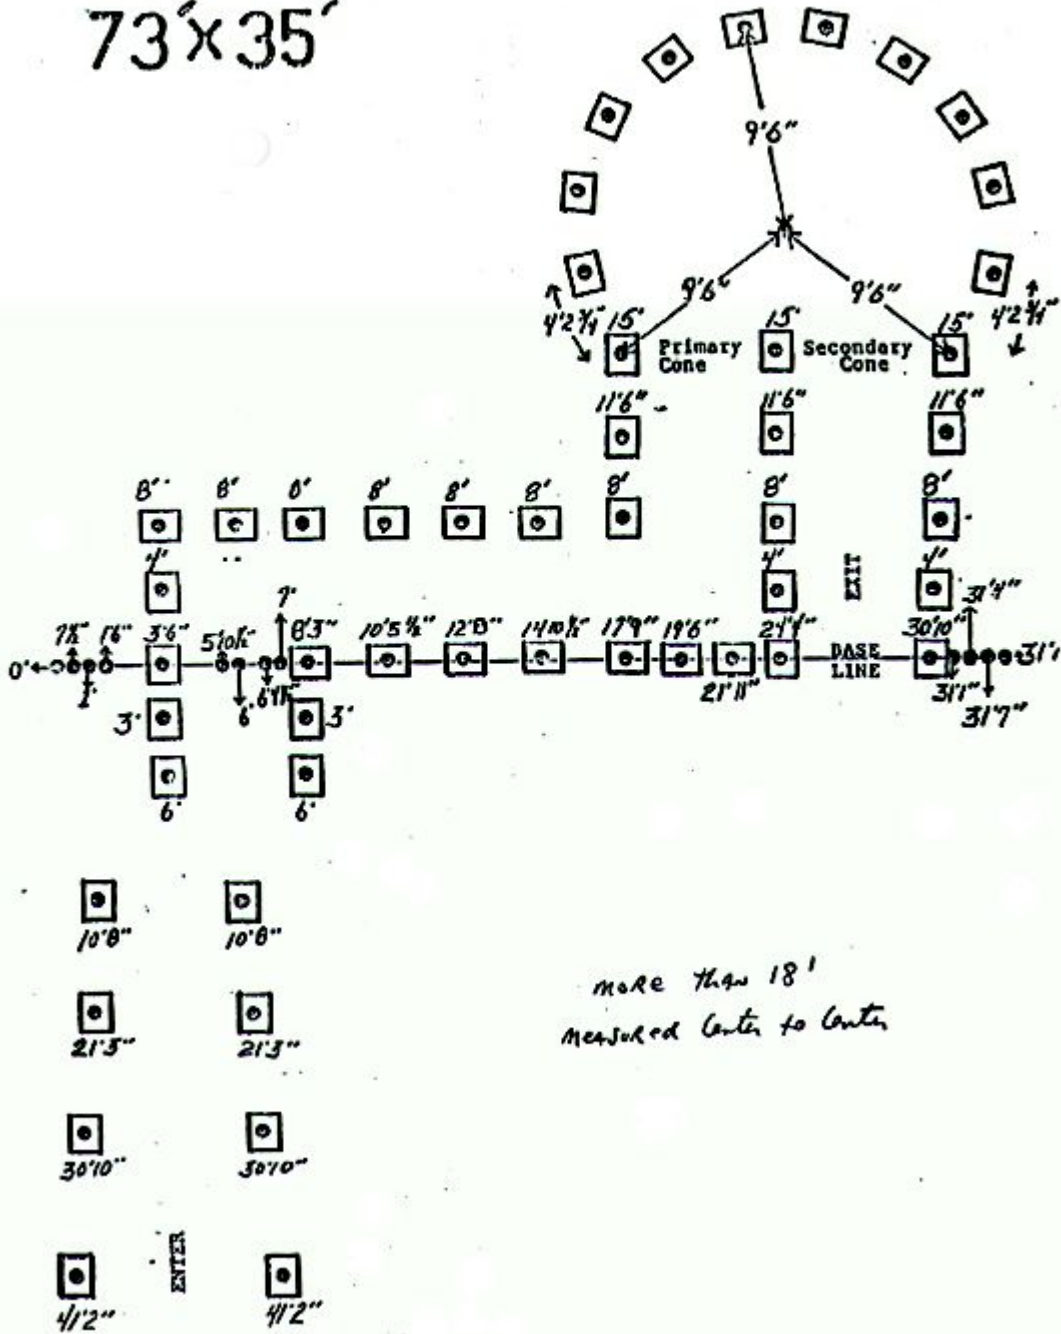 73'x35'
9'6"
9'6" 9'6"
4'2¾" 15' 15' 15' 4'2¾"
Primary Cone Secondary Cone
11'6" 11'6" 11'6"
8' 8' 8' 8' 8' 8' 8' 8' 8'
4' 4' EXIT 4'
7' 31'4"
0' 7½" 1'6" 3'6" 5'10½" 8'3" 10'5½" 12'8" 14'10½" 17'9" 19'6" 24'4" BASE LINE 30'10"
1' 6' 6'4½" 21'11" 31'1" 31'7"
3' 3'
6' 6'
10'8" 10'8"
more than 18'
measured Center to Center
21'3" 21'3"
30'10" 30'10"
ENTER
41'2" 41'2"